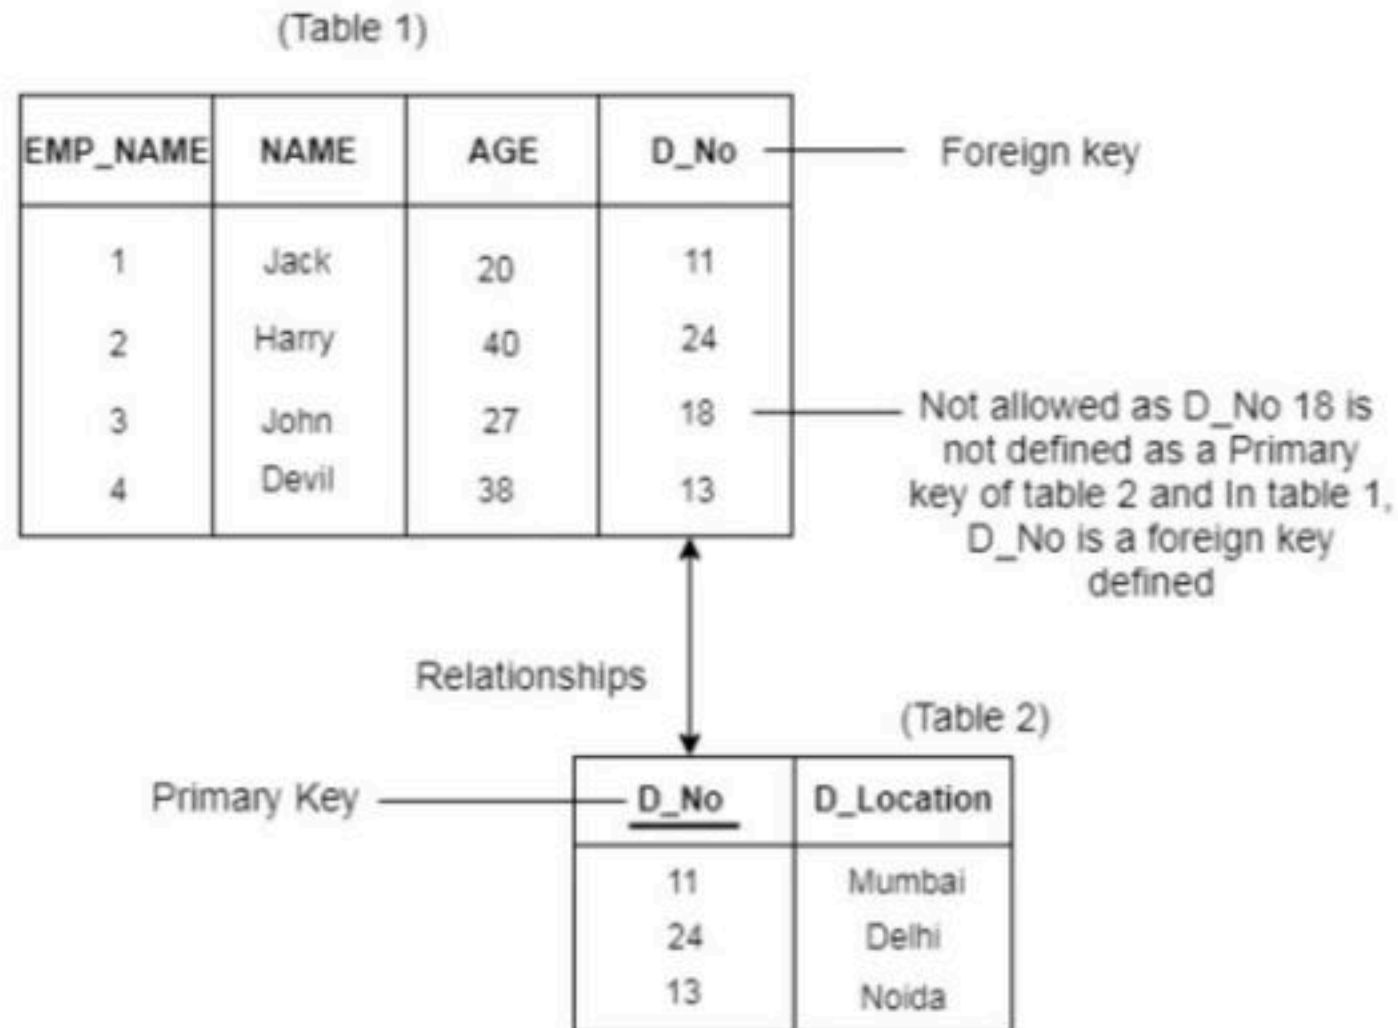 (Table 1)
EMP_NAME NAME AGE D_No Foreign key
1 Jack 20 11
2 Harry 40 24
3 John 27 18
4 Devil 38 13
Not allowed as D_No 18 is
not defined as a Primary
key of table 2 and In table 1,
D_No is a foreign key
defined
Relationships
(Table 2)
Primary Key D_No D_Location
11 Mumbai
24 Delhi
13 Noida